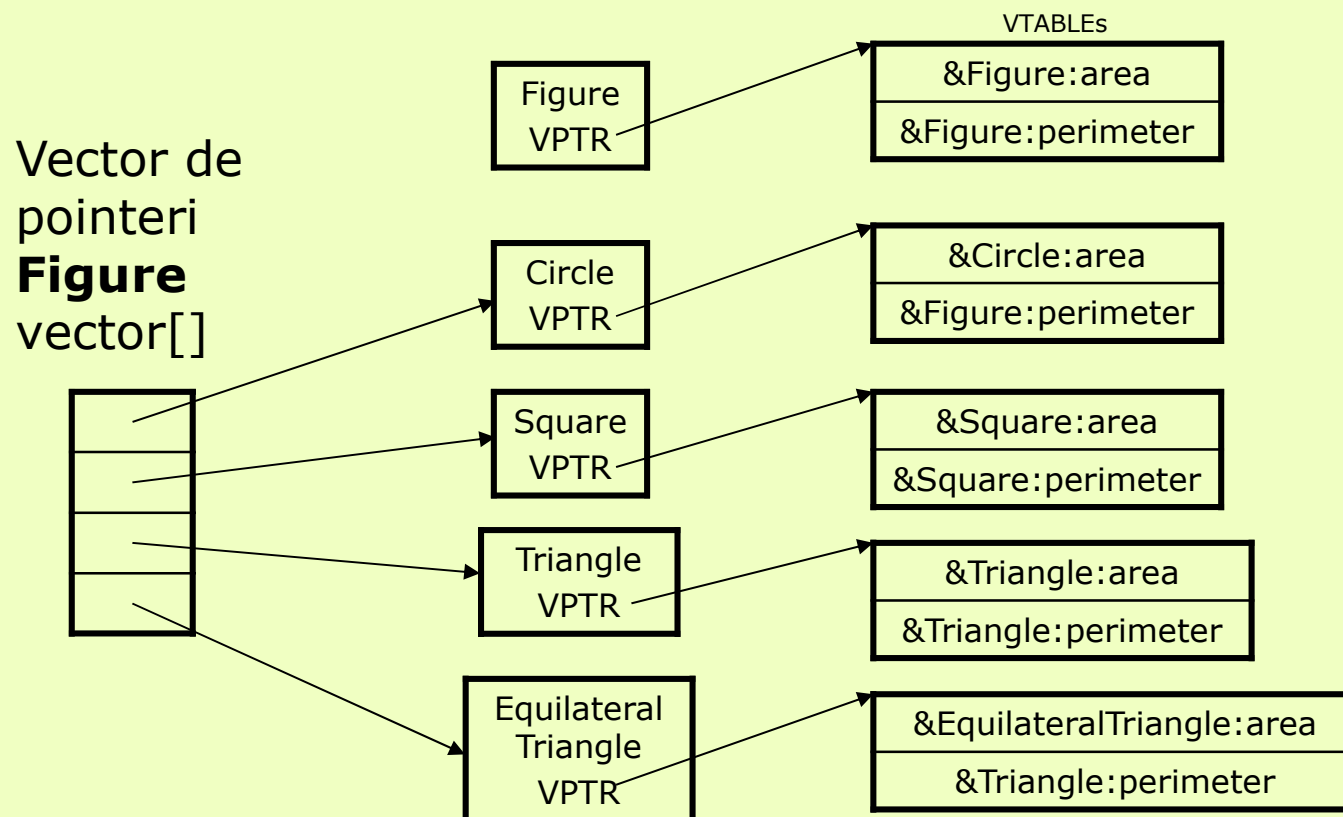 VTABLEs
Vector de
pointeri
Figure
vector[]
Figure
VPTR
&Figure:area
&Figure:perimeter
Circle
VPTR
&Circle:area
&Figure:perimeter
Square
VPTR
&Square:area
&Square:perimeter
Triangle
VPTR
&Triangle:area
&Triangle:perimeter
Equilateral
Triangle
VPTR
&EquilateralTriangle:area
&Triangle:perimeter